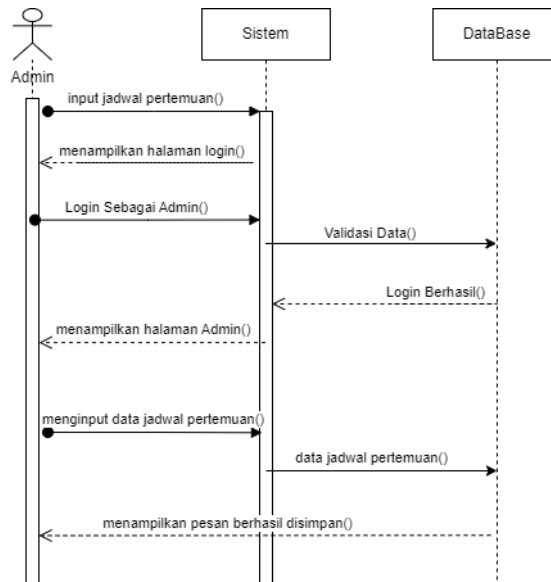 Sistem
DataBase
Admin
input jadwal pertemuan()
menampilkan halaman login()
Login Sebagai Admin()
Validasi Data()
Login Berhasil()
menampilkan halaman Admin()
menginput data jadwal pertemuan()
data jadwal pertemuan()
menampilkan pesan berhasil disimpan()